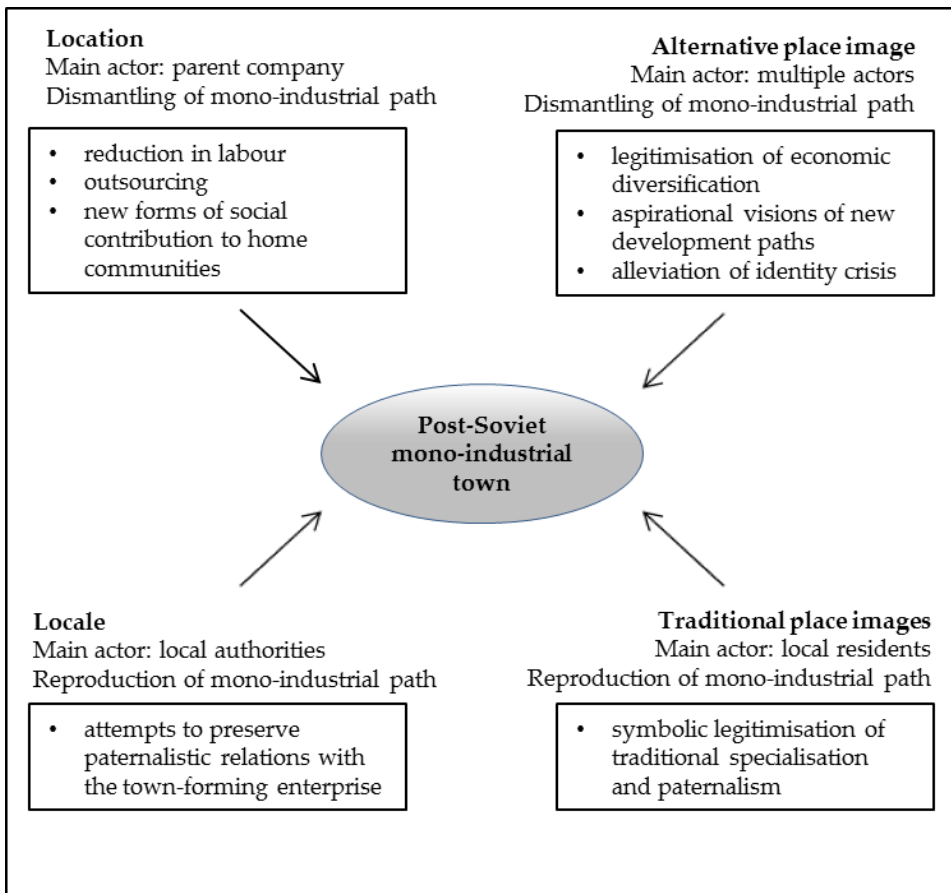 Location
Main actor: parent company
Dismantling of mono-industrial path
• reduction in labour
• outsourcing
• new forms of social
contribution to home
communities
Alternative place image
Main actor: multiple actors
Dismantling of mono-industrial path
• legitimisation of economic
diversification
• aspirational visions of new
development paths
• alleviation of identity crisis
Post-Soviet
mono-industrial
town
Locale
Main actor: local authorities
Reproduction of mono-industrial path
• attempts to preserve
paternalistic relations with
the town-forming enterprise
Traditional place images
Main actor: local residents
Reproduction of mono-industrial path
• symbolic legitimisation of
traditional specialisation
and paternalism